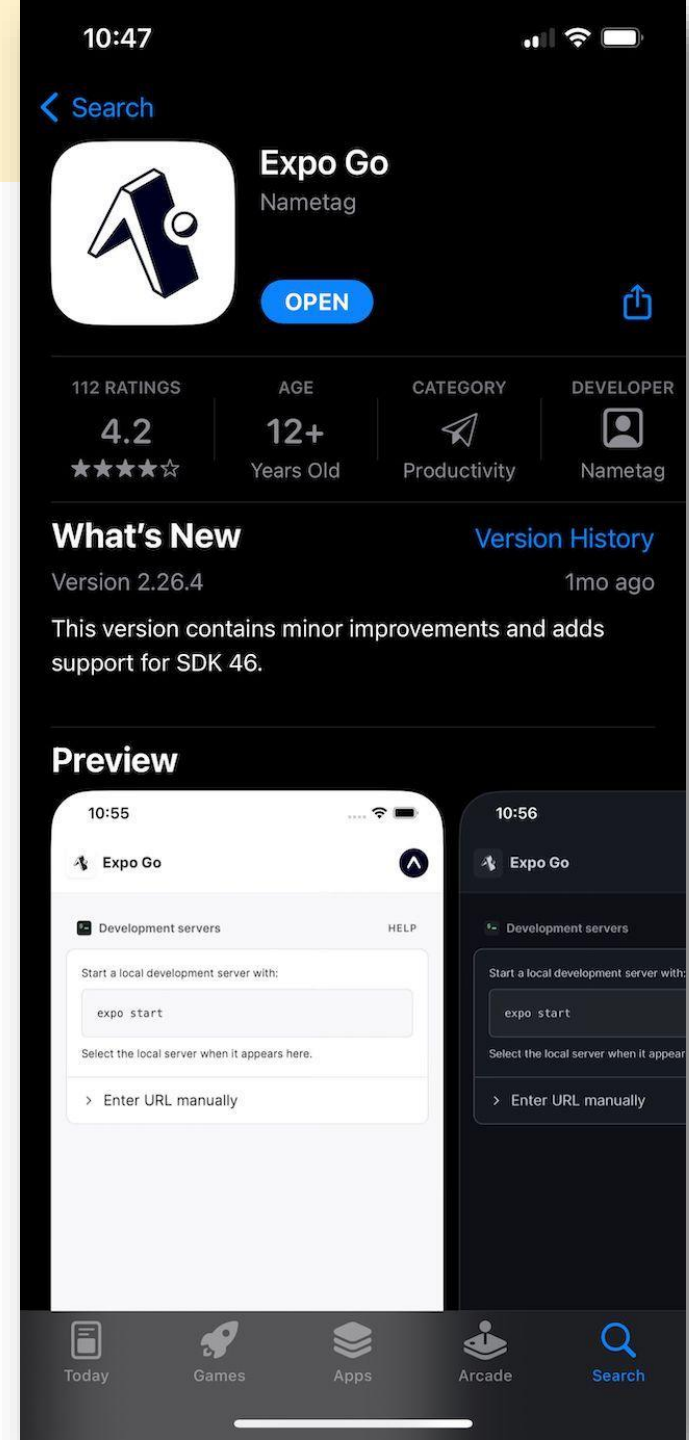 10:47
Search
Expo Go
Nametag
OPEN
112 RATINGS
4.2
AGE
12+
Years Old
CATEGORY
Productivity
DEVELOPER
Nametag
What's New
Version History
Version 2.26.4
1mo ago
This version contains minor improvements and adds
support for SDK 46.
Preview
10:55
Expo Go
Development servers
HELP
Start a local development server with:
expo start
Select the local server when it appears here.
> Enter URL manually
10:56
Expo Go
Development servers
Start a local development server with:
expo start
Select the local server when it appear
> Enter URL manually
Today
Games
Apps
Arcade
Search